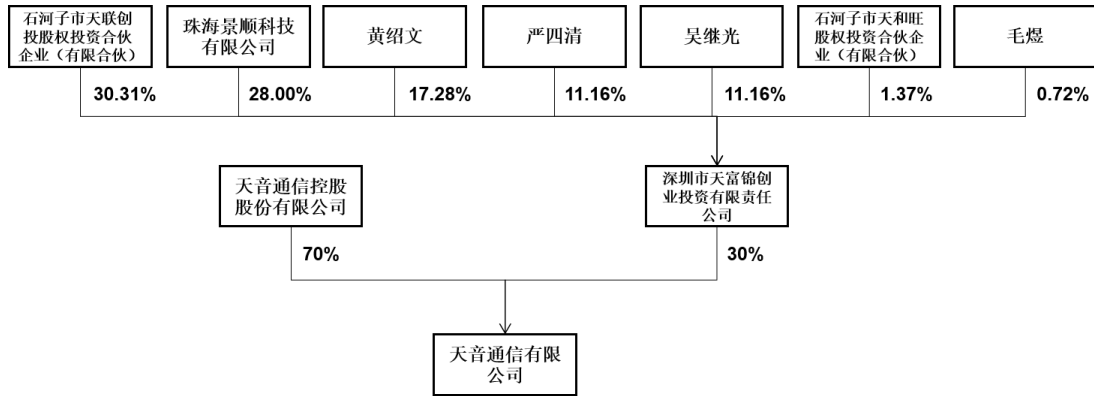 石河子市天联创
投股权投资合伙
企业（有限合伙）
珠海景顺科技
有限公司
黄绍文
严四清
吴继光
石河子市天和旺
股权投资合伙企
业（有限合伙）
毛煜
30.31%
28.00%
17.28%
11.16%
11.16%
1.37%
0.72%
天音通信控股
股份有限公司
深圳市天富锦创
业投资有限责任
公司
70%
30%
天音通信有限
公司